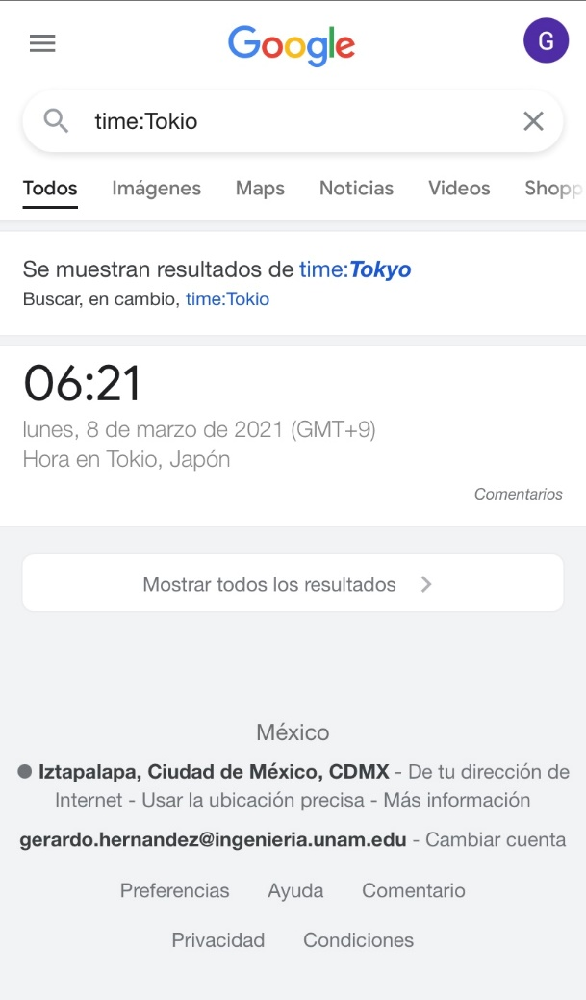 Google
G
time:Tokio
Todos Imágenes Maps Noticias Videos Shopp
Se muestran resultados de time:Tokyo
Buscar, en cambio, time:Tokio
06:21
lunes, 8 de marzo de 2021 (GMT+9)
Hora en Tokio, Japón
Comentarios
Mostrar todos los resultados
México
Iztapalapa, Ciudad de México, CDMX - De tu dirección de
Internet - Usar la ubicación precisa - Más información
gerardo.hernandez@ingenieria.unam.edu - Cambiar cuenta
Preferencias Ayuda Comentario
Privacidad Condiciones